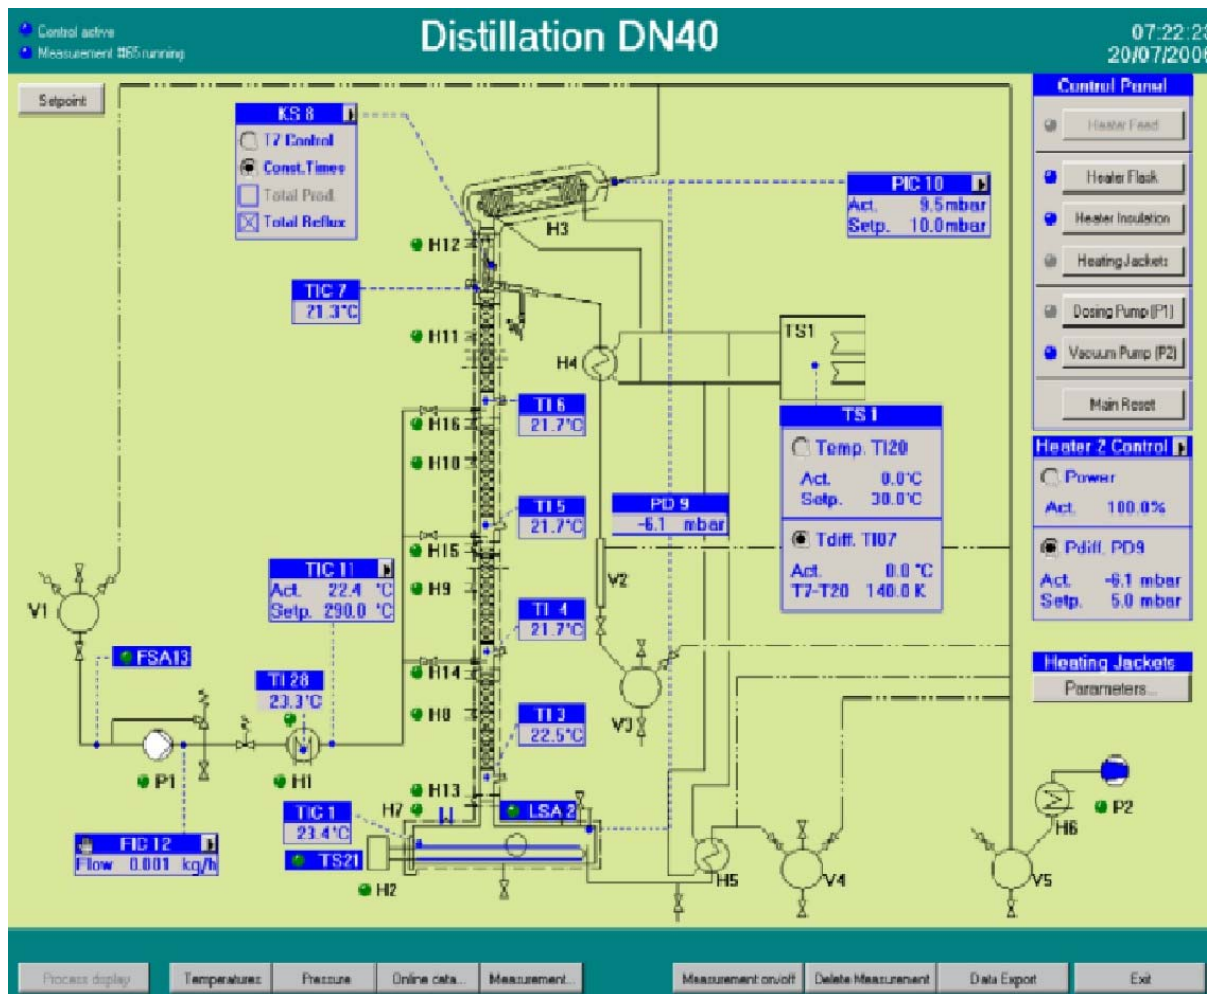 Control active
Measurement #65 running
Distillation DN40
07:22:23
20/07/2006
Setpoint
KS 8
T7 Control
Const.Times
Total Prod.
Total Reflux
H3
PIC 10
Act. 9.5 mbar
Setp. 10.0 mbar
Control Panel
Heater Feed
Heater Flask
Heater Insulation
Heating Jackets
Dosing Pump (P1)
Vacuum Pump (P2)
Main Reset
H12
TIC 7
21.3°C
H11
H4
TS1
TI 6
21.7°C
H16
H10
TS 1
Temp. TI20
Act. 0.0°C
Setp. 30.0°C
Tdiff. TI07
Act. 0.0 °C
T7-T20 140.0 K
Heater 2 Control
Power
Act. 100.0%
Pdiff. PD9
Act. -6.1 mbar
Setp. 5.0 mbar
PD 9
-6.1 mbar
TI 5
21.7°C
H15
TIC 11
Act. 22.4 °C
Setp. 290.0 °C
H9
V2
V1
TI 4
21.7°C
FSA13
H14
TI 28
23.3°C
H8
TI 3
22.5°C
V3
Heating Jackets
Parameters...
P1
H1
H13
H7
LSA 2
TIC 1
23.4°C
P2
H6
FIC 12
Flow 0.001 kg/h
TS21
H2
H5
V4
V5
Process display
Temperatures
Pressure
Online data...
Measurement...
Measurement on/off
Delete Measurement
Data Export
Exit